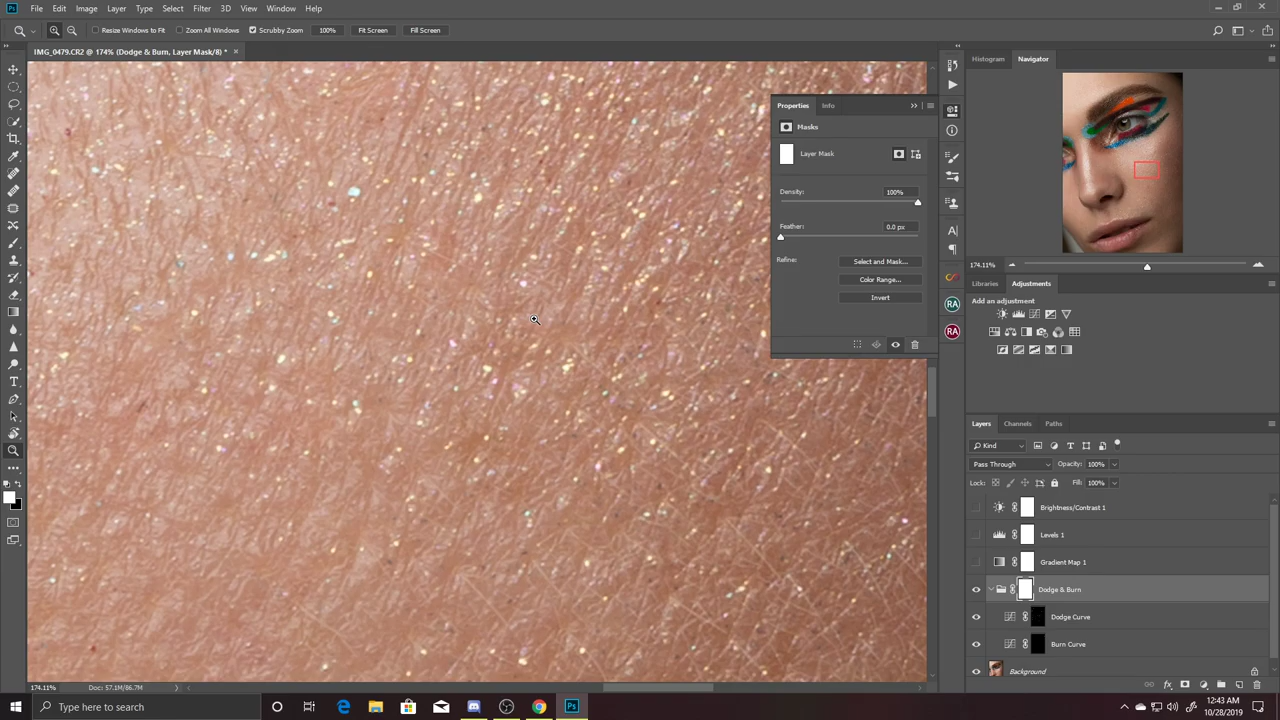 Ps File Edit Image Layer Type Select Filter 3D View Window Help
Resize Windows to Fit Zoom All Windows Scrubby Zoom 100% Fit Screen Fill Screen
IMG_0479.CR2 @ 174% (Dodge & Burn, Layer Mask/8) * ×
Properties Info
Masks
Layer Mask
Density: 100%
Feather: 0.0 px
Refine: Select and Mask...
Color Range...
Invert
Histogram Navigator
174.11%
Libraries Adjustments
Add an adjustment
RA
RA
Layers Channels Paths
Kind
Pass Through Opacity: 100%
Lock: Fill: 100%
Brightness/Contrast 1
Levels 1
Gradient Map 1
Dodge & Burn
Dodge Curve
Burn Curve
Background
174.11% Doc: 57.1M/86.7M
Type here to search
Ps
12:43 AM
10/28/2019